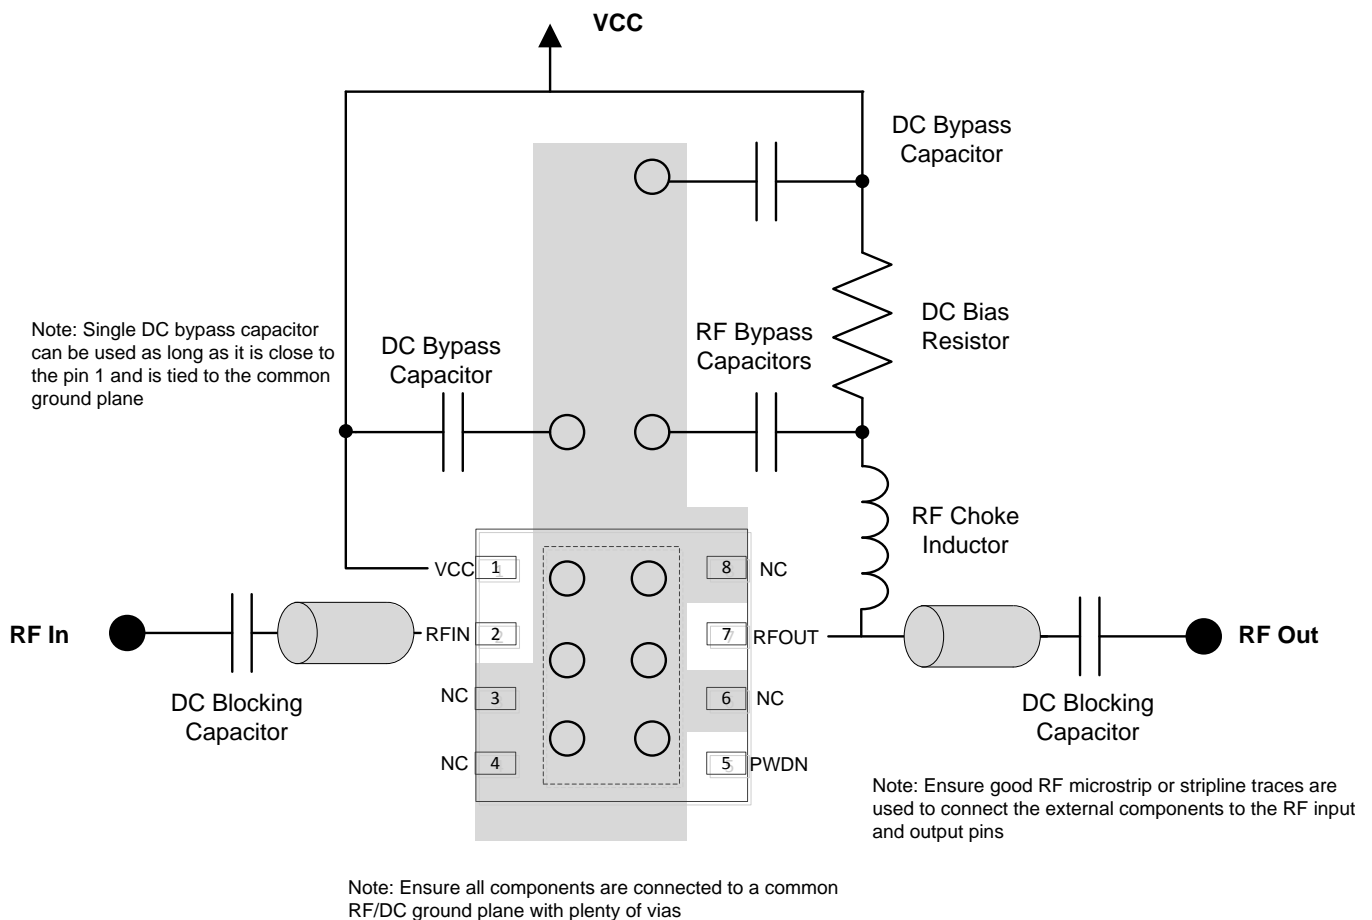 VCC
DC Bypass
Capacitor
DC Bias
Resistor
Note: Single DC bypass capacitor
can be used as long as it is close to
the pin 1 and is tied to the common
ground plane
DC Bypass
Capacitor
RF Bypass
Capacitors
RF Choke
Inductor
VCC
1
8
NC
RF In
RFIN
2
7
RFOUT
RF Out
NC
3
6
NC
DC Blocking
Capacitor
DC Blocking
Capacitor
NC
4
5
PWDN
Note: Ensure good RF microstrip or stripline traces are
used to connect the external components to the RF input
and output pins
Note: Ensure all components are connected to a common
RF/DC ground plane with plenty of vias